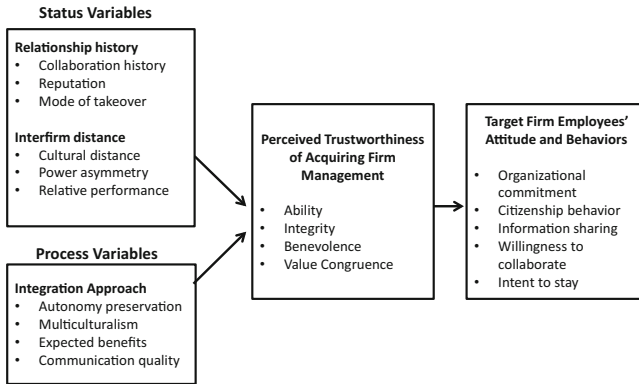 Status Variables
Relationship history
• Collaboration history
• Reputation
• Mode of takeover
Interfirm distance
• Cultural distance
• Power asymmetry
• Relative performance
Process Variables
Integration Approach
• Autonomy preservation
• Multiculturalism
• Expected benefits
• Communication quality
Perceived Trustworthiness
of Acquiring Firm
Management
• Ability
• Integrity
• Benevolence
• Value Congruence
Target Firm Employees'
Attitude and Behaviors
• Organizational
commitment
• Citizenship behavior
• Information sharing
• Willingness to
collaborate
• Intent to stay